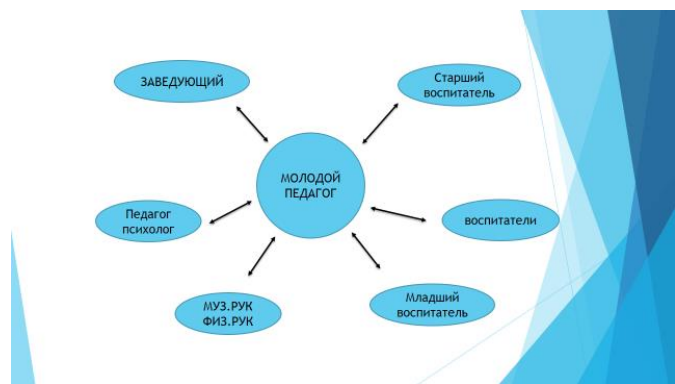 ЗАВЕДУЮЩИЙ
Старший
воспитатель
МОЛОДОЙ
ПЕДАГОГ
Педагог
психолог
воспитатели
МУЗ.РУК
ФИЗ.РУК
Младший
воспитатель